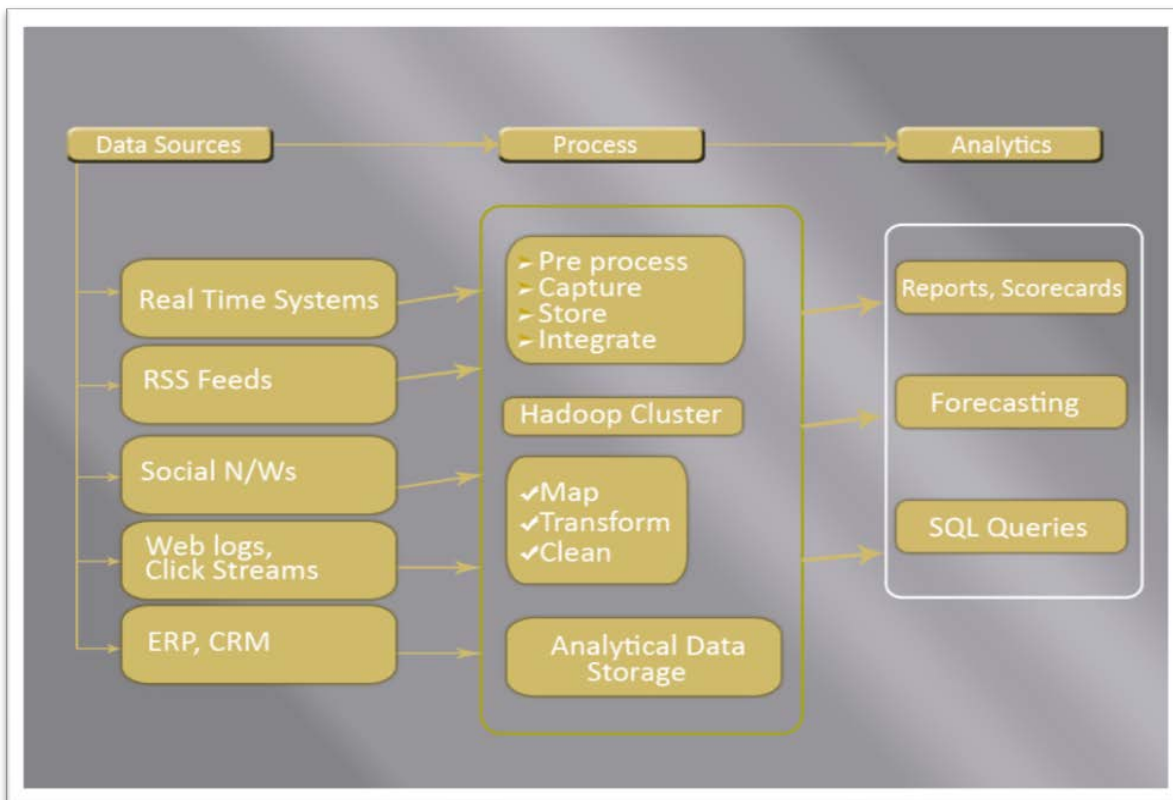 Data Sources
Process
Analytics
Real Time Systems
RSS Feeds
Social N/Ws
Web logs,
Click Streams
ERP, CRM
Pre process
Capture
Store
Integrate
Hadoop Cluster
Map
Transform
Clean
Analytical Data
Storage
Reports, Scorecards
Forecasting
SQL Queries